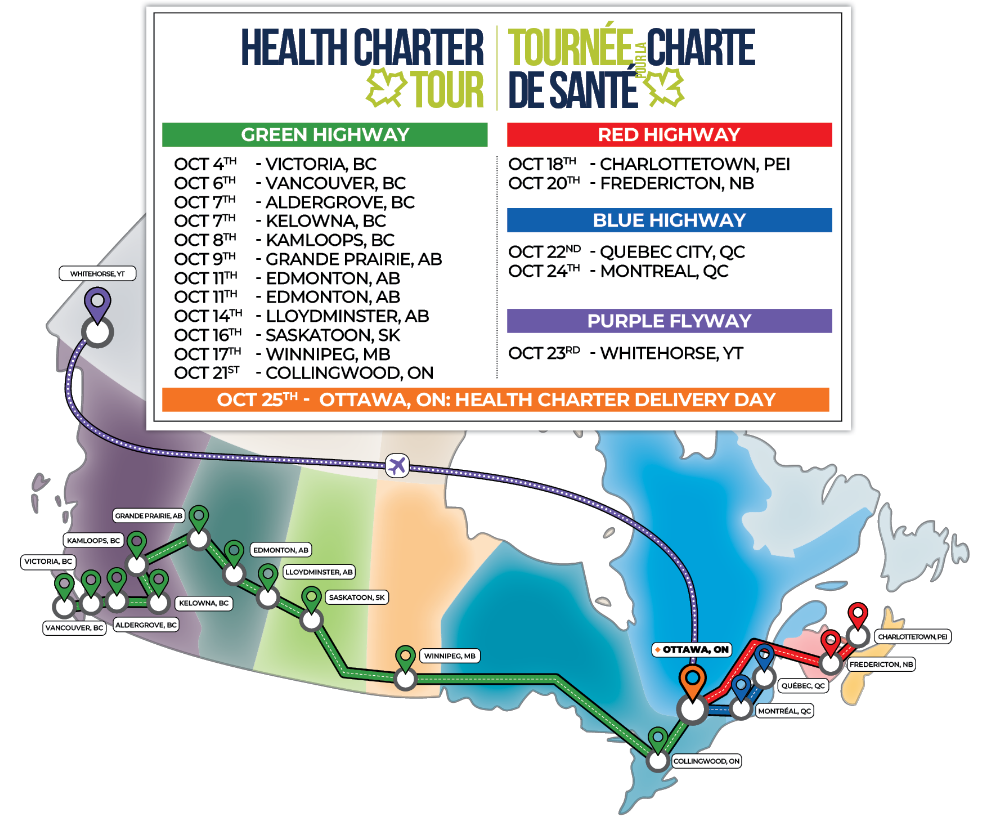 HEALTH CHARTER
TOUR
TOURNÉE POUR LA CHARTE
DE SANTÉ
GREEN HIGHWAY
OCT 4TH - VICTORIA, BC
OCT 6TH - VANCOUVER, BC
OCT 7TH - ALDERGROVE, BC
OCT 7TH - KELOWNA, BC
OCT 8TH - KAMLOOPS, BC
OCT 9TH - GRANDE PRAIRIE, AB
OCT 11TH - EDMONTON, AB
OCT 11TH - EDMONTON, AB
OCT 14TH - LLOYDMINSTER, AB
OCT 16TH - SASKATOON, SK
OCT 17TH - WINNIPEG, MB
OCT 21ST - COLLINGWOOD, ON
RED HIGHWAY
OCT 18TH - CHARLOTTETOWN, PEI
OCT 20TH - FREDERICTON, NB
BLUE HIGHWAY
OCT 22ND - QUEBEC CITY, QC
OCT 24TH - MONTREAL, QC
PURPLE FLYWAY
OCT 23RD - WHITEHORSE, YT
OCT 25TH - OTTAWA, ON: HEALTH CHARTER DELIVERY DAY
WHITEHORSE, YT
GRANDE PRAIRIE, AB
KAMLOOPS, BC
EDMONTON, AB
VICTORIA, BC
LLOYDMINSTER, AB
SASKATOON, SK
KELOWNA, BC
VANCOUVER, BC
ALDERGROVE, BC
WINNIPEG, MB
OTTAWA, ON
CHARLOTTETOWN, PEI
FREDERICTON, NB
QUÉBEC, QC
MONTRÉAL, QC
COLLINGWOOD, ON